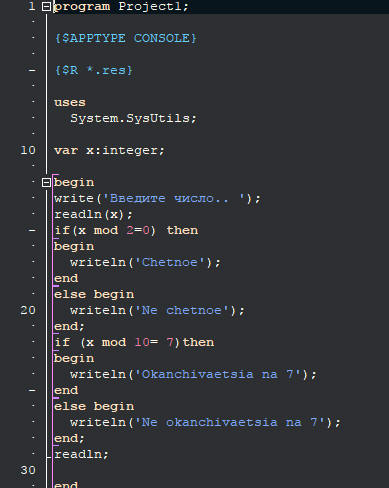 1 program Project1;
{$APPTYPE CONSOLE}
{$R *.res}
uses
System.SysUtils;
10 var x:integer;
begin
write('Введите число.. ');
readln(x);
if(x mod 2=0) then
begin
writeln('Chetnoe');
end
20 else begin
writeln('Ne chetnoe');
end;
if (x mod 10= 7)then
begin
writeln('Okanchivaetsia na 7');
end
else begin
writeln('Ne okanchivaetsia na 7');
end;
readln;
30
end